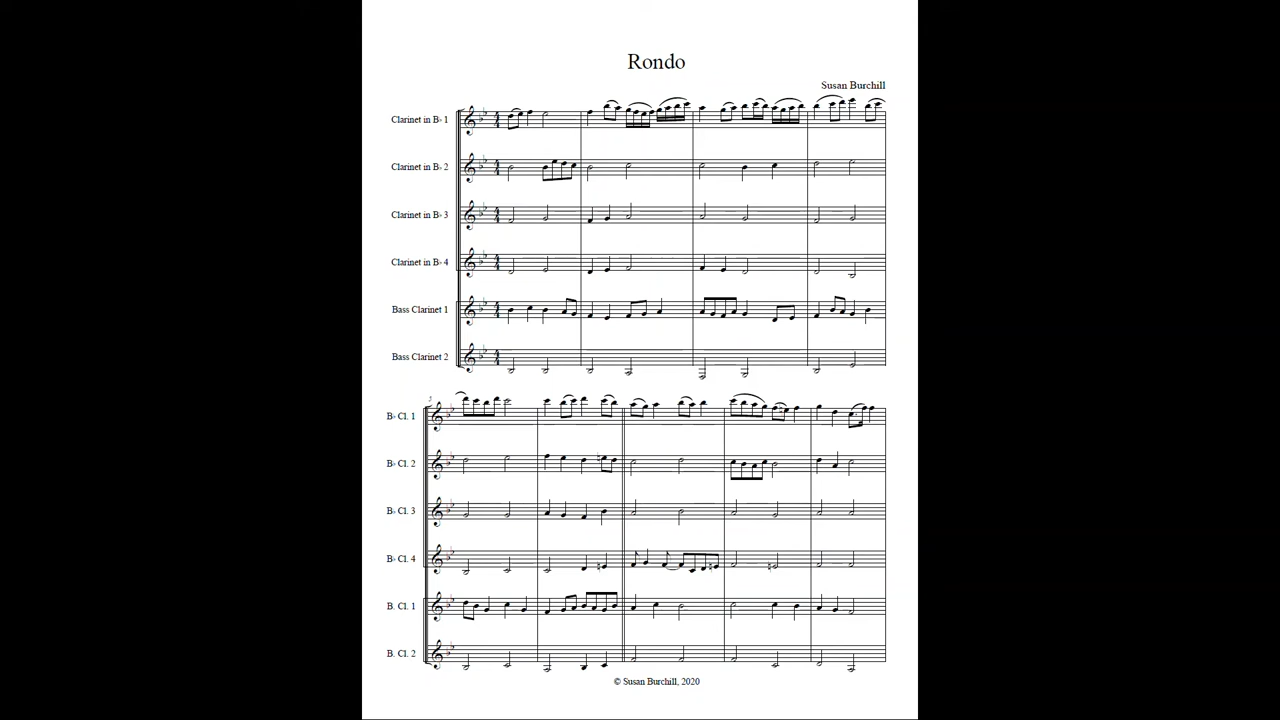 Rondo
Susan Burchill
Clarinet in B♭ 1
Clarinet in B♭ 2
Clarinet in B♭ 3
Clarinet in B♭ 4
Bass Clarinet 1
Bass Clarinet 2
5
B♭ Cl. 1
B♭ Cl. 2
B♭ Cl. 3
B♭ Cl. 4
B. Cl. 1
B. Cl. 2
© Susan Burchill, 2020